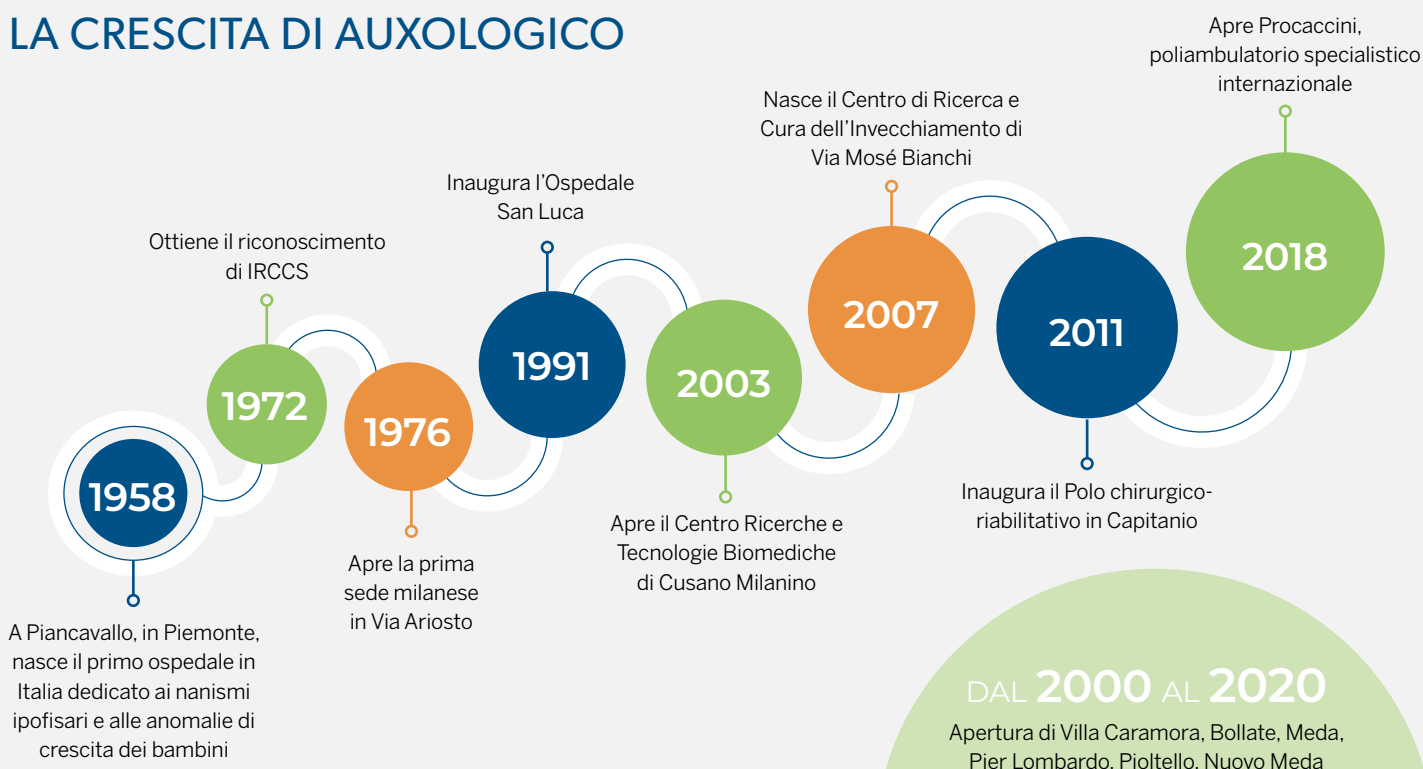 LA CRESCITA DI AUXOLOGICO
1958
A Piancavallo, in Piemonte,
nasce il primo ospedale in
Italia dedicato ai nanismi
ipofisari e alle anomalie di
crescita dei bambini
Ottiene il riconoscimento
di IRCCS
1972
1976
Apre la prima
sede milanese
in Via Ariosto
Inaugura l’Ospedale
San Luca
1991
2003
Apre il Centro Ricerche e
Tecnologie Biomediche
di Cusano Milanino
Nasce il Centro di Ricerca e
Cura dell’Invecchiamento di
Via Mosé Bianchi
2007
2011
Inaugura il Polo chirurgico-
riabilitativo in Capitanio
Apre Procaccini,
poliambulatorio specialistico
internazionale
2018
DAL 2000 AL 2020
Apertura di Villa Caramora, Bollate, Meda,
Pier Lombardo, Pioltello, Nuovo Meda